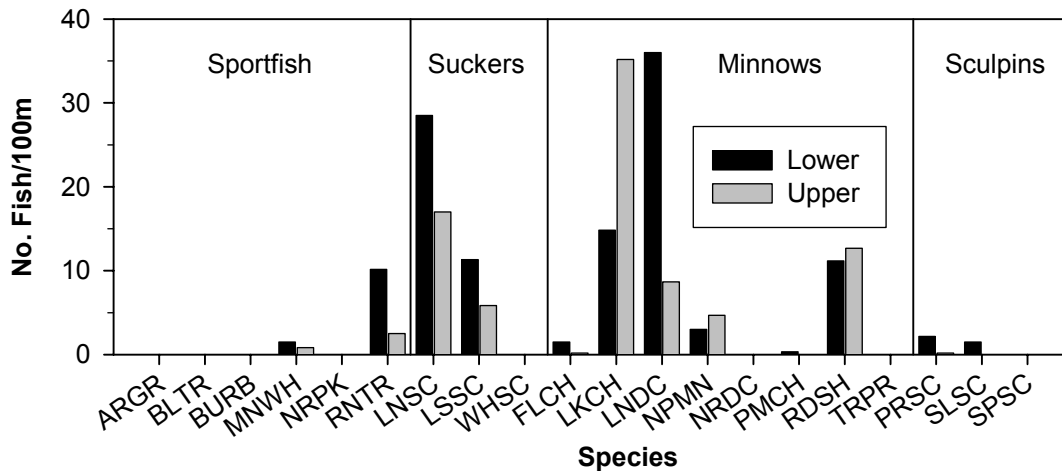 40
30
20
10
0
No. Fish/100m
Sportfish
Suckers
Minnows
Sculpins
Lower
Upper
ARGR
BLTR
BURB
MNWH
NRPK
RNTR
LNSC
LSSC
WHSC
FLCH
LKCH
LNDC
NPMN
NRDC
PMCH
RDSH
TRPR
PRSC
SLSC
SPSC
Species